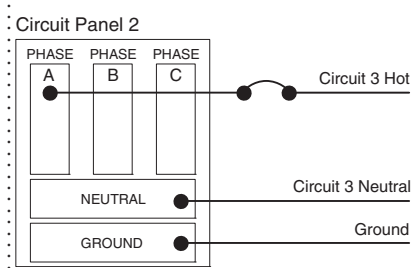 Circuit Panel 2
PHASE PHASE PHASE
A B C
Circuit 3 Hot
NEUTRAL
Circuit 3 Neutral
GROUND
Ground